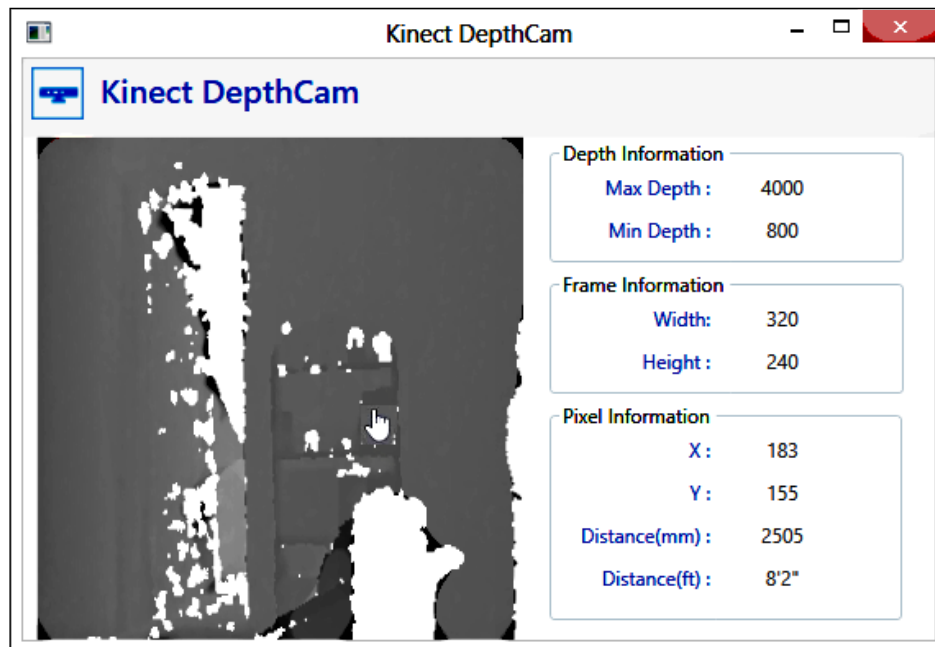 Kinect DepthCam
Kinect DepthCam
Depth Information
Max Depth : 4000
Min Depth : 800
Frame Information
Width: 320
Height : 240
Pixel Information
X : 183
Y : 155
Distance(mm) : 2505
Distance(ft) : 8'2"